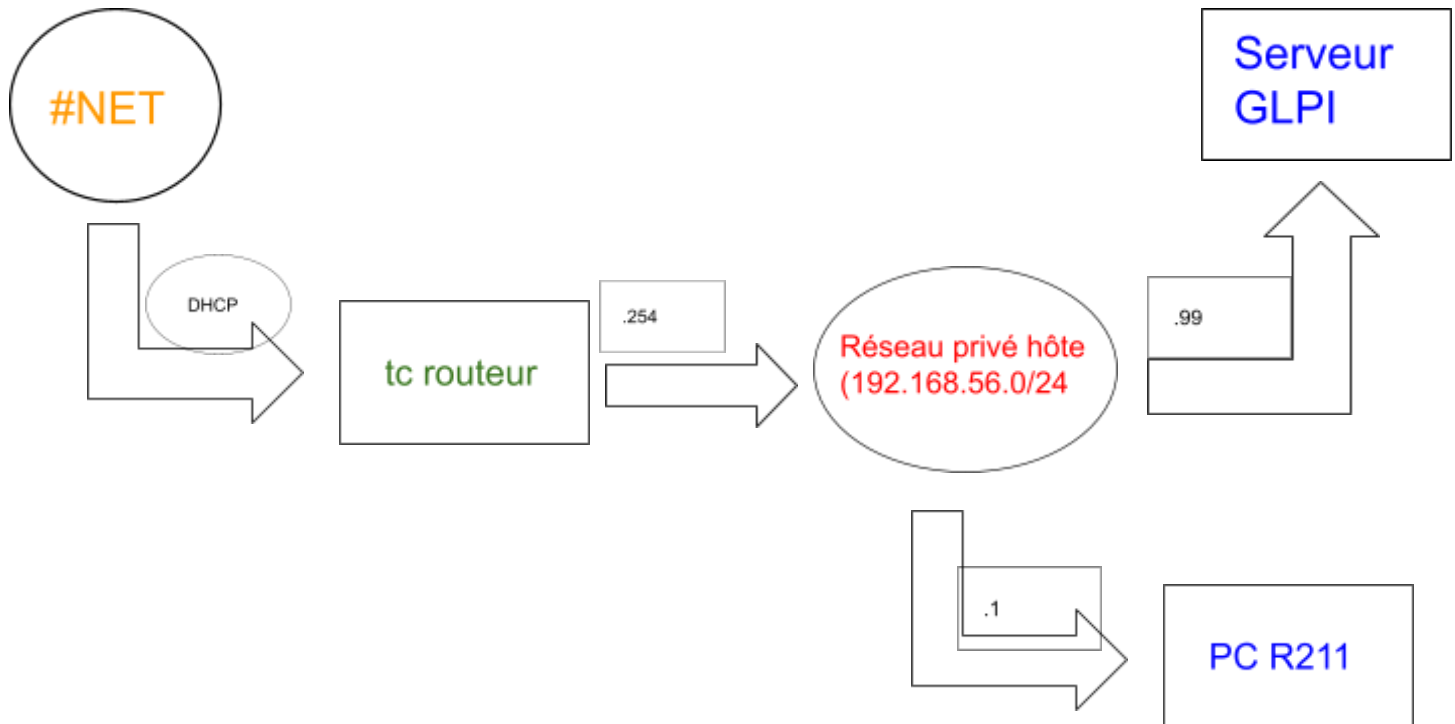 #NET
Serveur
GLPI
DHCP
.254
.99
tc routeur
Réseau privé hôte
(192.168.56.0/24
.1
PC R211